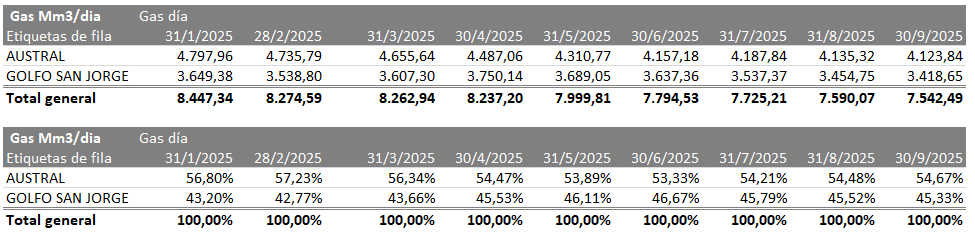 Gas Mm3/dia Gas día
Etiquetas de fila 31/1/2025 28/2/2025 31/3/2025 30/4/2025 31/5/2025 30/6/2025 31/7/2025 31/8/2025 30/9/2025
AUSTRAL 4.797,96 4.735,79 4.655,64 4.487,06 4.310,77 4.157,18 4.187,84 4.135,32 4.123,84
GOLFO SAN JORGE 3.649,38 3.538,80 3.607,30 3.750,14 3.689,05 3.637,36 3.537,37 3.454,75 3.418,65
Total general 8.447,34 8.274,59 8.262,94 8.237,20 7.999,81 7.794,53 7.725,21 7.590,07 7.542,49
Gas Mm3/dia Gas día
Etiquetas de fila 31/1/2025 28/2/2025 31/3/2025 30/4/2025 31/5/2025 30/6/2025 31/7/2025 31/8/2025 30/9/2025
AUSTRAL 56,80% 57,23% 56,34% 54,47% 53,89% 53,33% 54,21% 54,48% 54,67%
GOLFO SAN JORGE 43,20% 42,77% 43,66% 45,53% 46,11% 46,67% 45,79% 45,52% 45,33%
Total general 100,00% 100,00% 100,00% 100,00% 100,00% 100,00% 100,00% 100,00% 100,00%